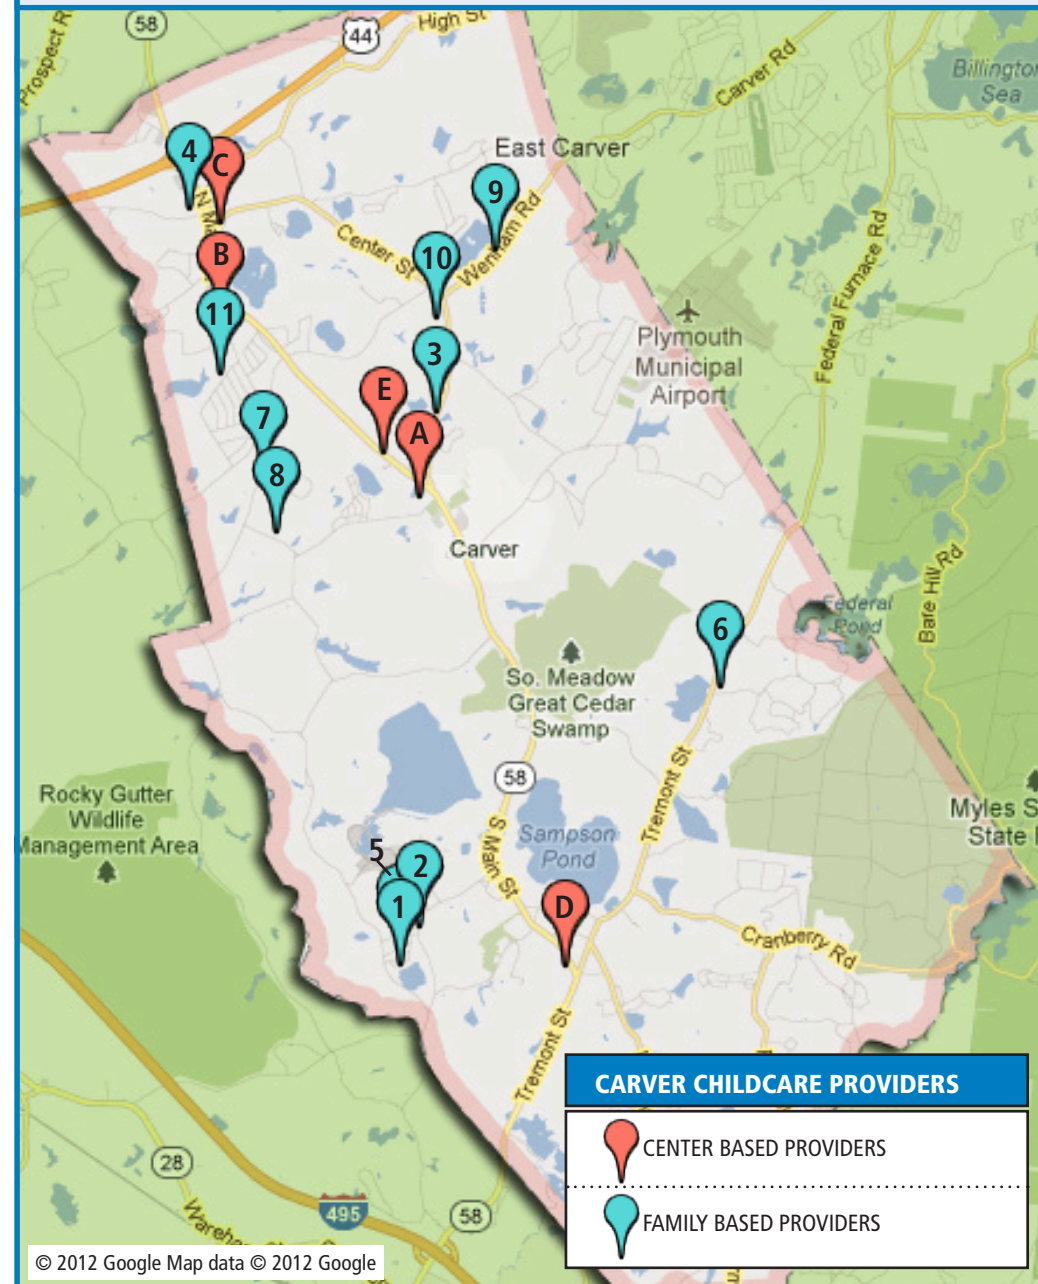 58
44
High St
Prospect R
Carver Rd
Billington
Sea
East Carver
4
C
9
N Ma
Center St
Wenham Rd
B
10
11
Federal Furnace Rd
Plymouth
Municipal
Airport
3
E
7
A
8
Carver
Bare Hill Rd
Federal
Pond
6
So. Meadow
Great Cedar
Swamp
58
Tremont St
Rocky Gutter
Wildlife
Management Area
Myles S
State
S Main St
Sampson
Pond
5
2
1
D
Cranberry Rd
Tremont St
CARVER CHILDCARE PROVIDERS
CENTER BASED PROVIDERS
FAMILY BASED PROVIDERS
28
495
58
© 2012 Google Map data © 2012 Google